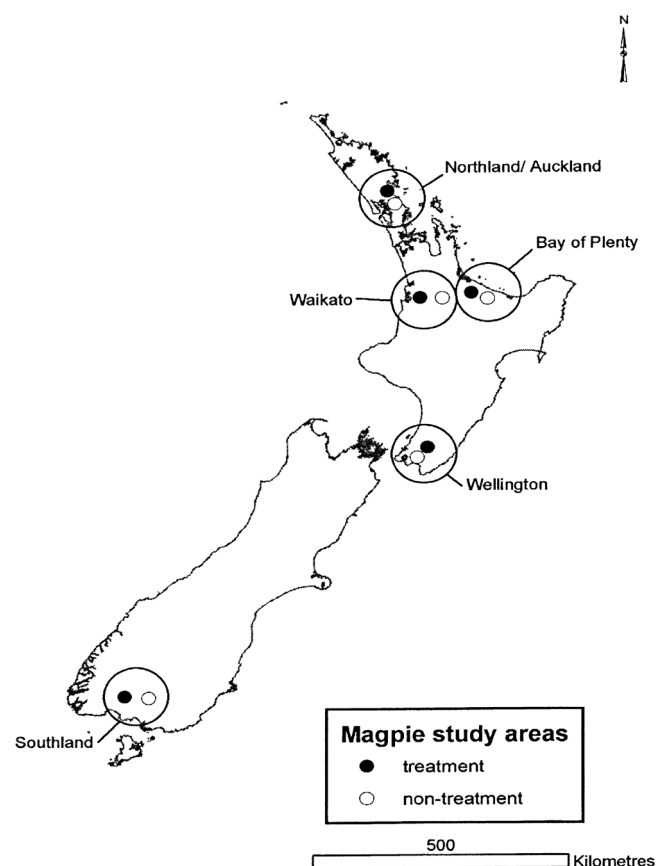 N
Northland/ Auckland
Bay of Plenty
Waikato
Wellington
Southland
Magpie study areas
treatment
non-treatment
500
Kilometres